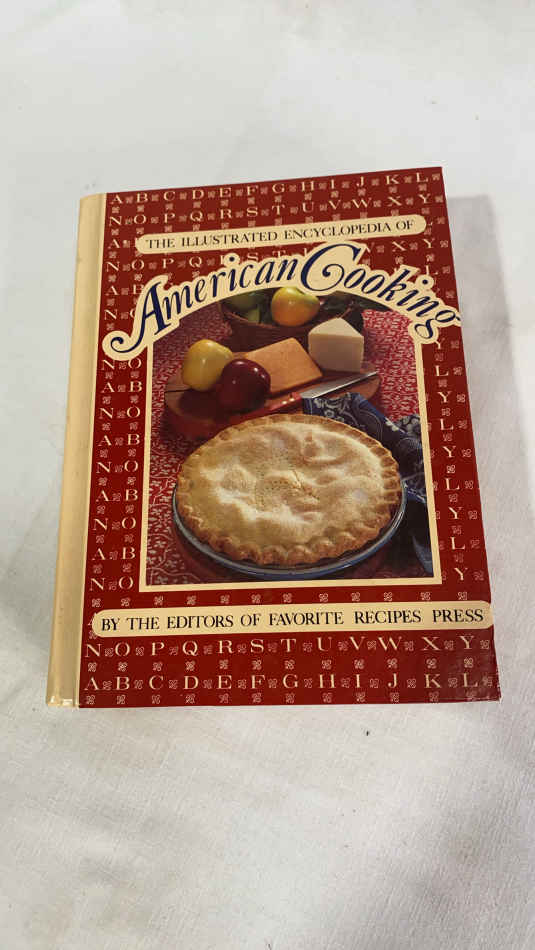 A B C D E F G H I J K L
N O P Q R S T U V W X Y
THE ILLUSTRATED ENCYCLOPEDIA OF
N O P Q
American Cooking
N O
A B
N O
A B
N O
A B
N O
A B
N O
Y
L
Y
L
Y
L
Y
L
Y
BY THE EDITORS OF FAVORITE RECIPES PRESS
N O P Q R S T U V W X Y
A B C D E F G H I J K L